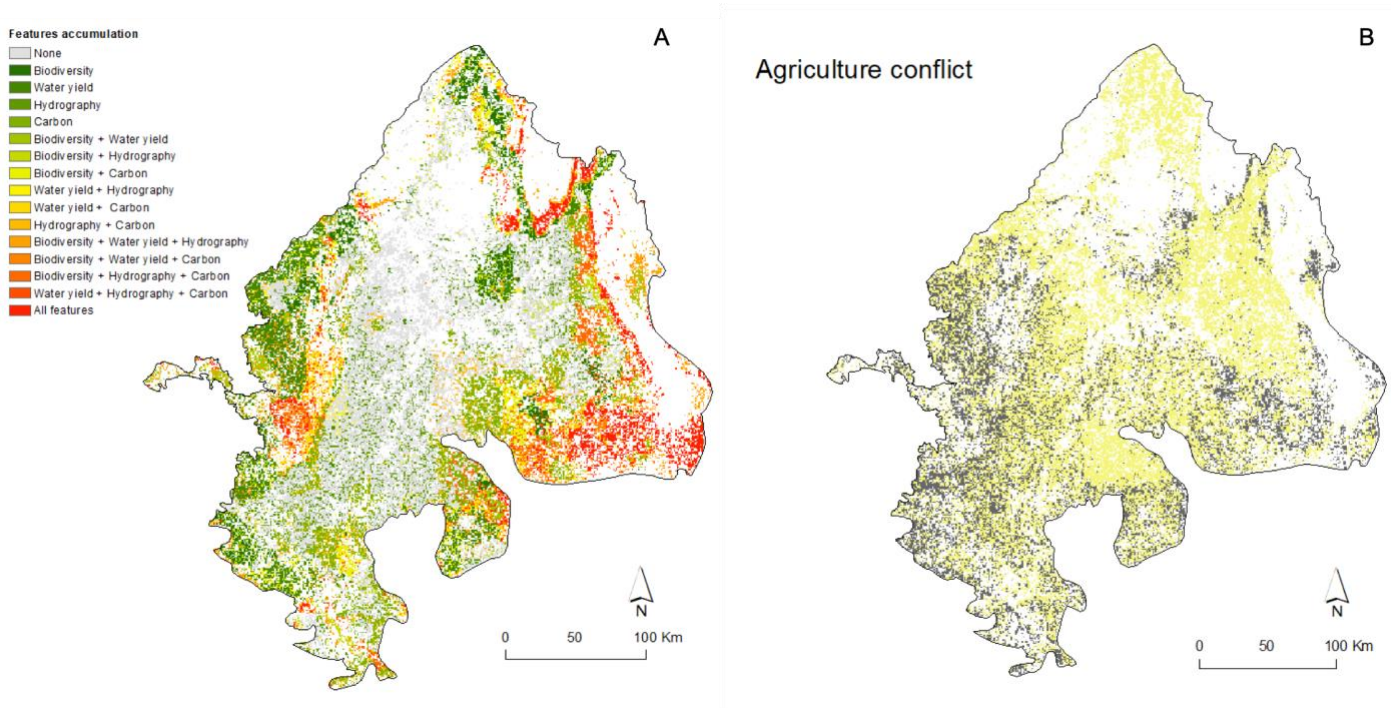 Features accumulation
None
Biodiversity
Water yield
Hydrography
Carbon
Biodiversity + Water yield
Biodiversity + Hydrography
Biodiversity + Carbon
Water yield + Hydrography
Water yield + Carbon
Hydrography + Carbon
Biodiversity + Water yield + Hydrography
Biodiversity + Water yield + Carbon
Biodiversity + Hydrography + Carbon
Water yield + Hydrography + Carbon
All features
A
N
0 50 100 Km
Agriculture conflict
B
N
0 50 100 Km